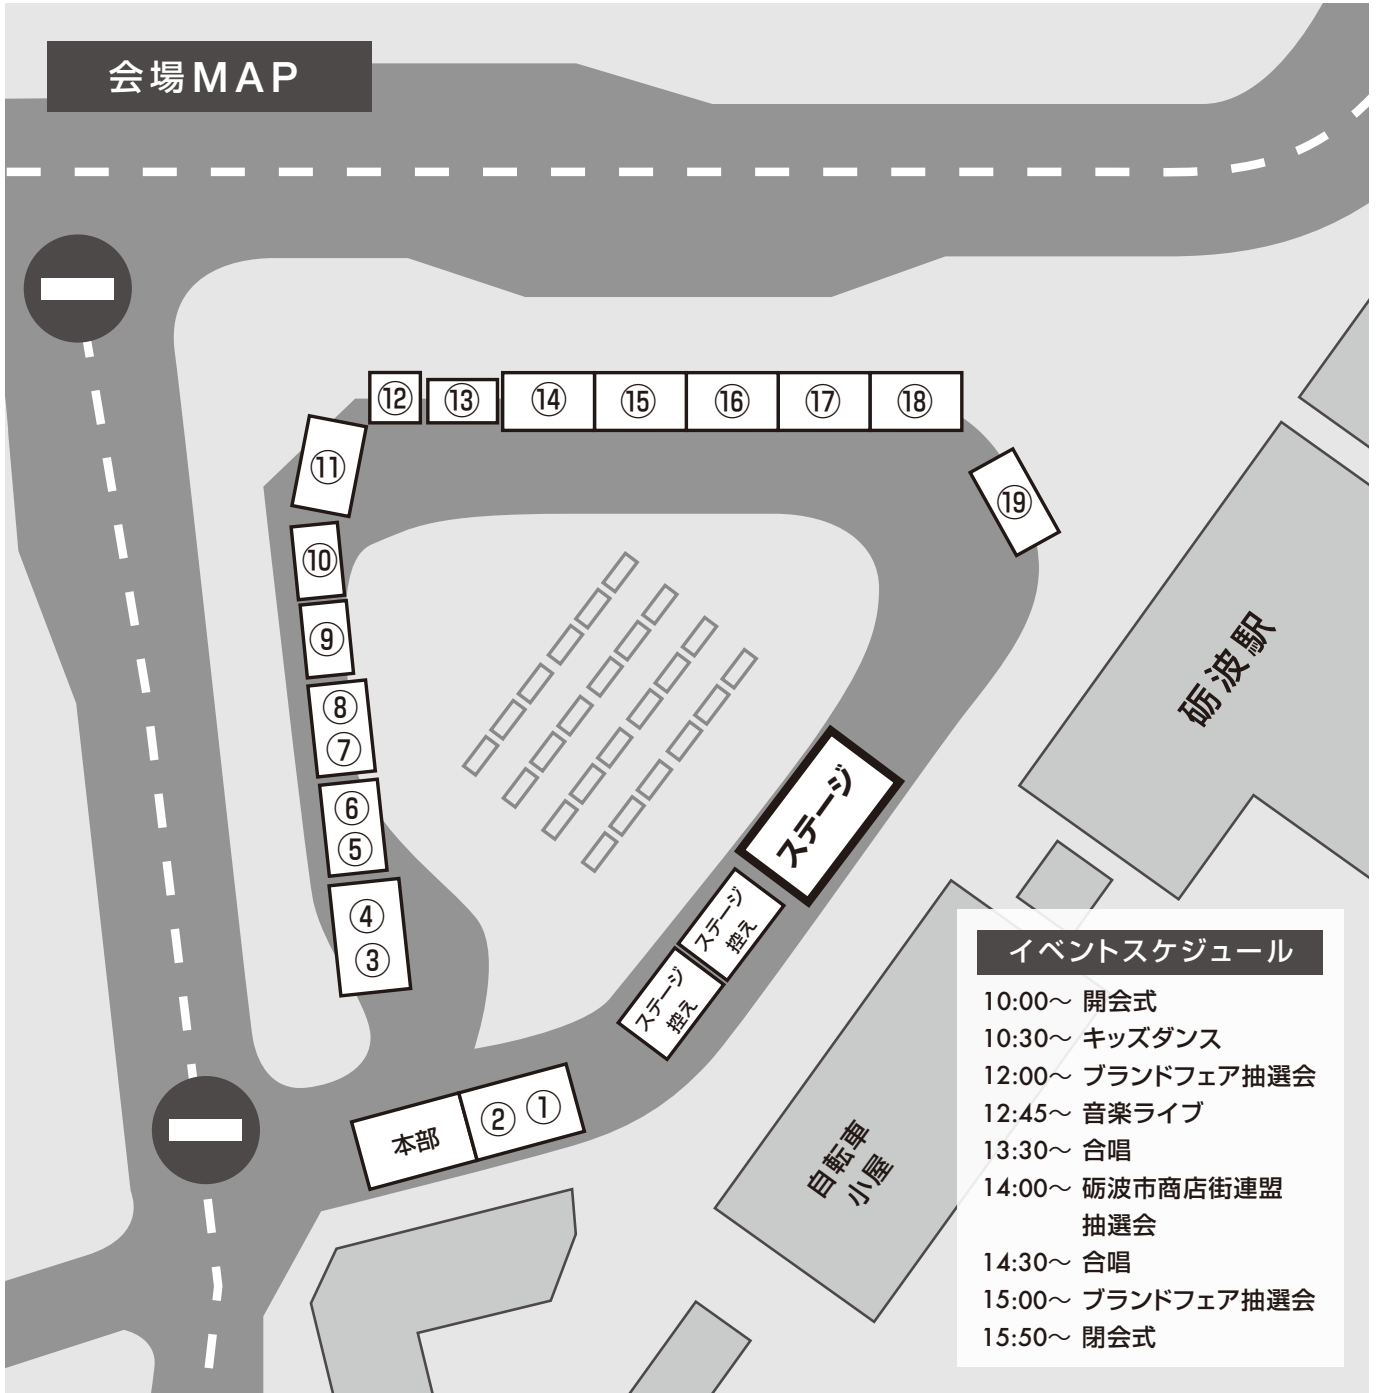 会場MAP
⑫
⑬
⑭
⑮
⑯
⑰
⑱
⑪
⑲
⑩
⑨
⑧
⑦
⑥
⑤
④
③
砺波駅
ステージ
ステージ
控え
ステージ
控え
本部
②
①
自転車
小屋
イベントスケジュール
10:00～ 開会式
10:30～ キッズダンス
12:00～ ブランドフェア抽選会
12:45～ 音楽ライブ
13:30～ 合唱
14:00～ 砺波市商店街連盟
抽選会
14:30～ 合唱
15:00～ ブランドフェア抽選会
15:50～ 閉会式